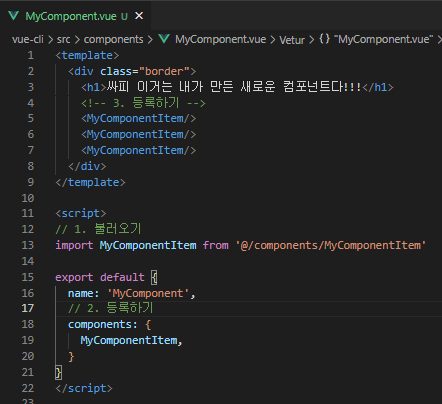 MyComponent.vue U ×
vue-cli > src > components > MyComponent.vue > Vetur > {} "MyComponent.vue" >
1 <template>
2 <div class="border">
3 <h1>싸피 이거는 내가 만든 새로운 컴포넌트다!!!</h1>
4 <!-- 3. 등록하기 -->
5 <MyComponentItem/>
6 <MyComponentItem/>
7 <MyComponentItem/>
8 </div>
9 </template>
10
11 <script>
12 // 1. 불러오기
13 import MyComponentItem from '@/components/MyComponentItem'
14
15 export default {
16 name: 'MyComponent',
17 // 2. 등록하기
18 components: {
19 MyComponentItem,
20 }
21 }
22 </script>
23